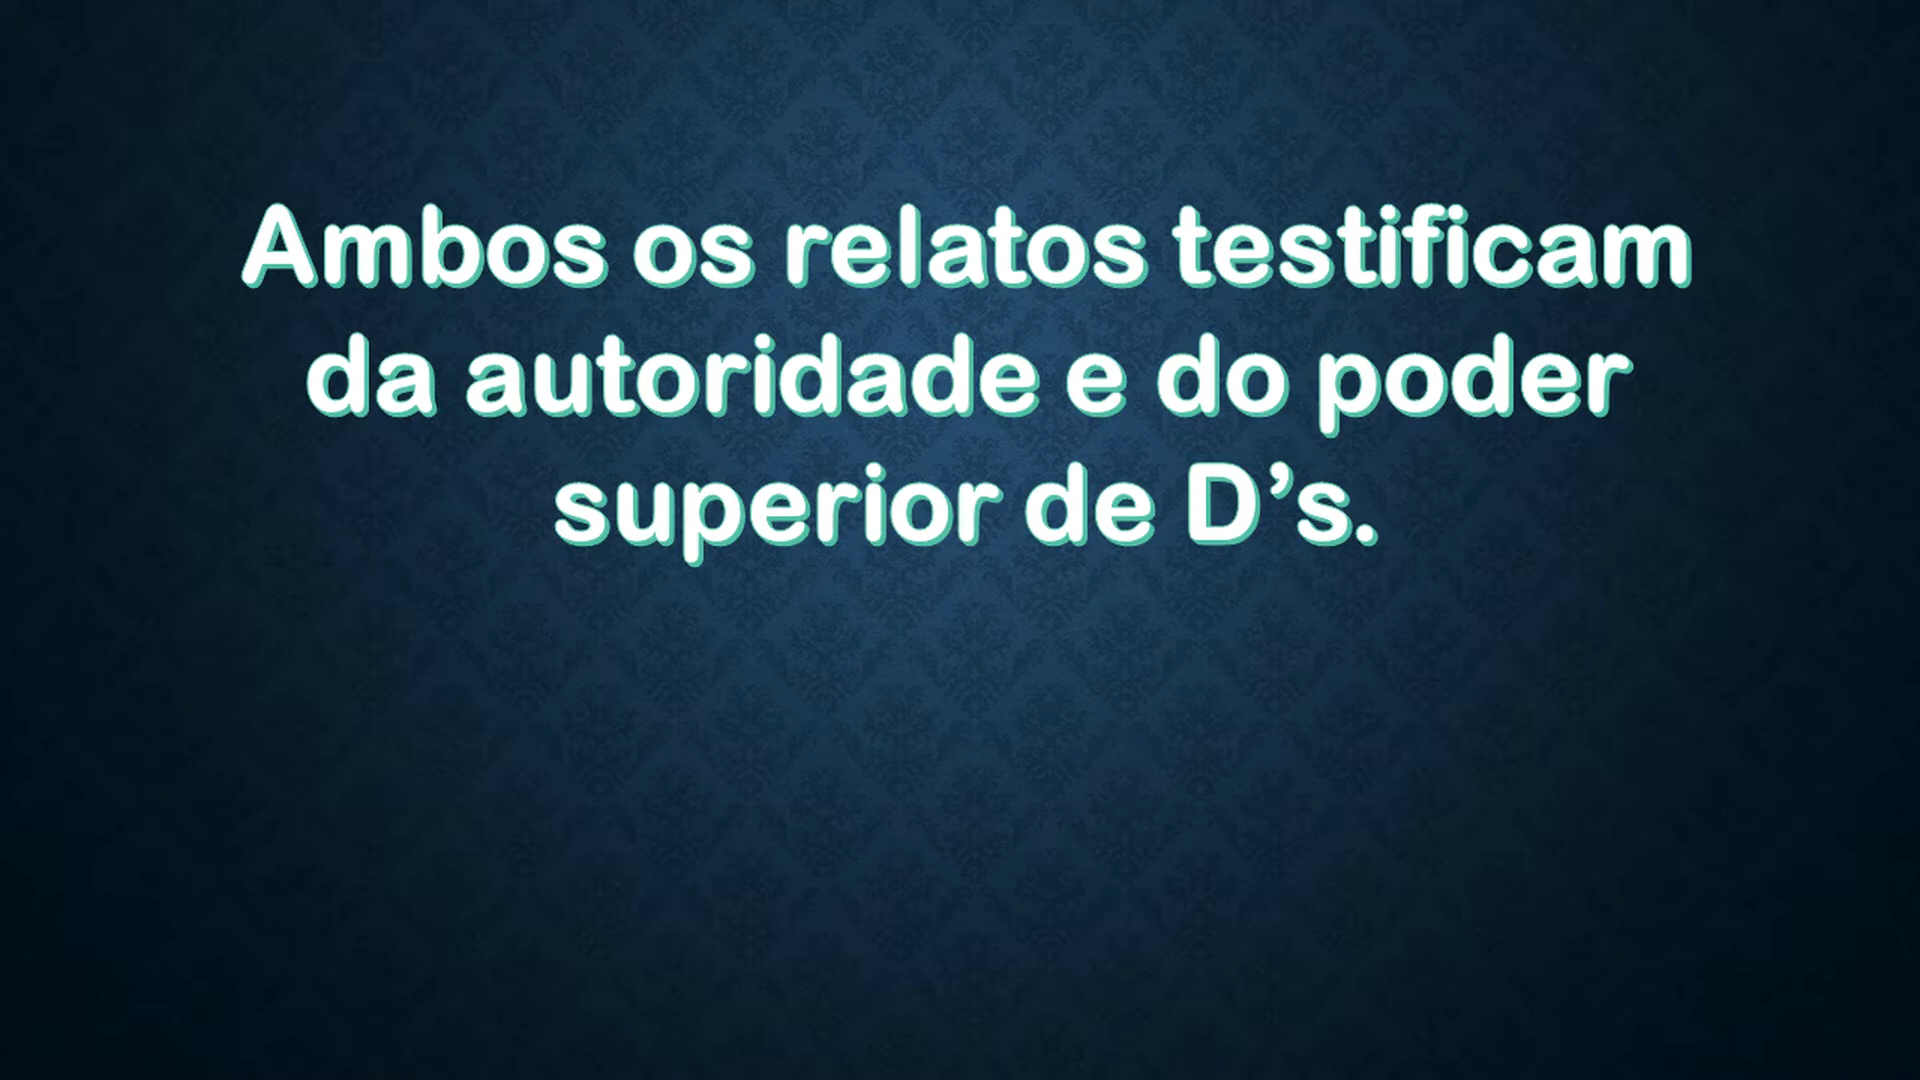 Ambos os relatos testificam
da autoridade e do poder
superior de D’s.